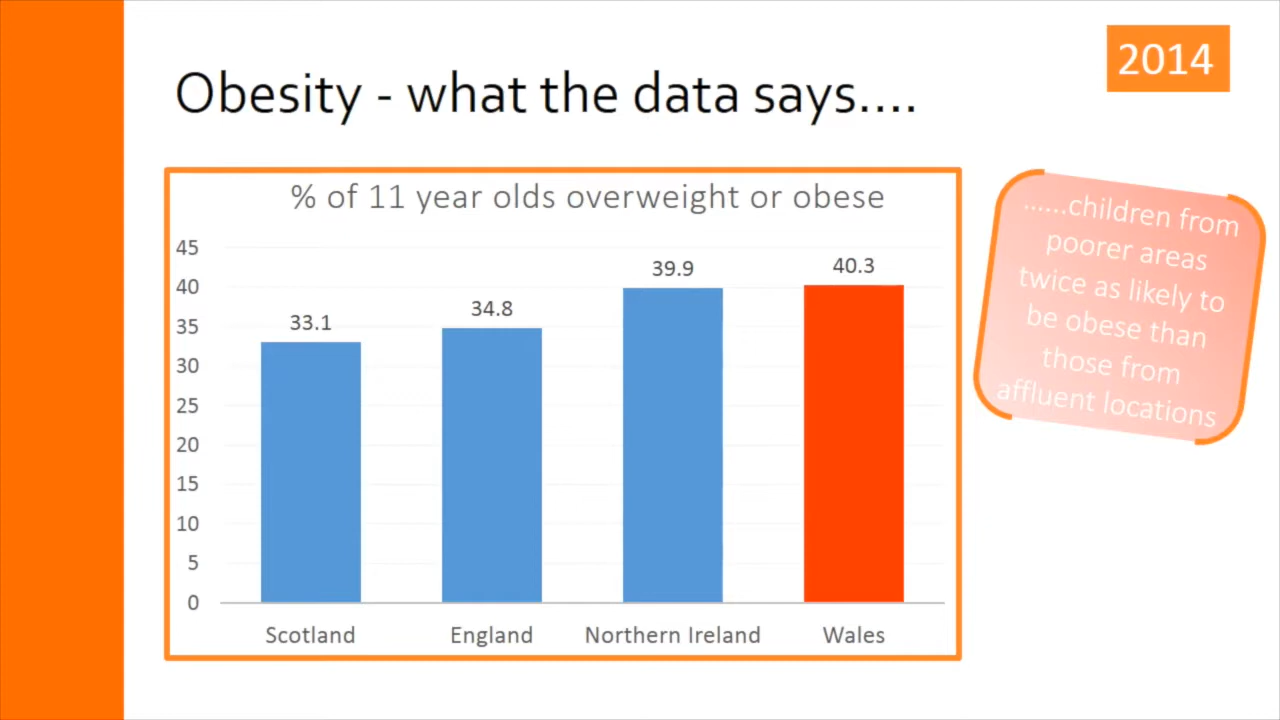 2014
Obesity - what the data says....
% of 11 year olds overweight or obese
45
40
35
30
25
20
15
10
5
0
33.1
34.8
39.9
40.3
Scotland
England
Northern Ireland
Wales
......children from
poorer areas
twice as likely to
be obese than
those from
affluent locations